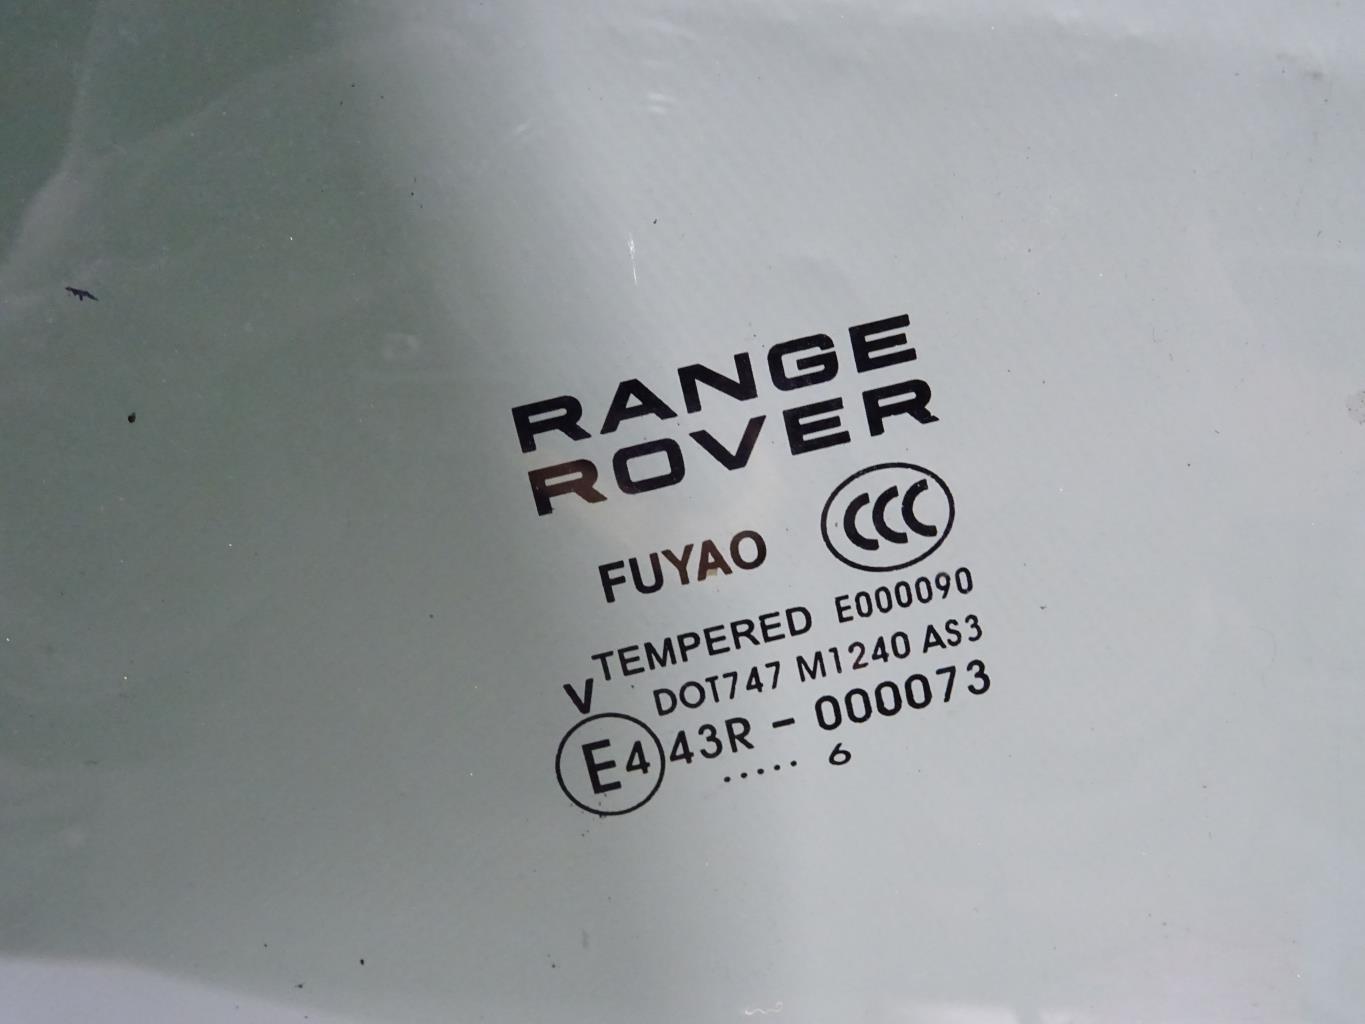 RANGE
ROVER
CCC
FUYAO
TEMPERED E000090
V DOT747 M1240 AS3
E4 43R - 000073
..... 6